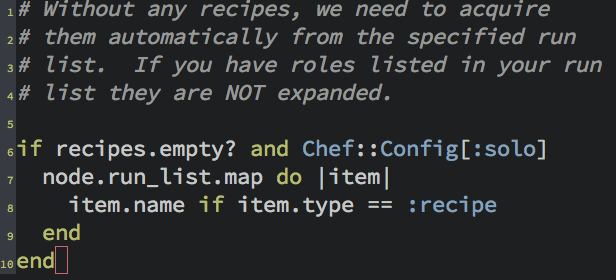 1 # Without any recipes, we need to acquire
2 # them automatically from the specified run
3 # list.  If you have roles listed in your run
4 # list they are NOT expanded.
5
6 if recipes.empty? and Chef::Config[:solo]
7   node.run_list.map do |item|
8     item.name if item.type == :recipe
9   end
10 end